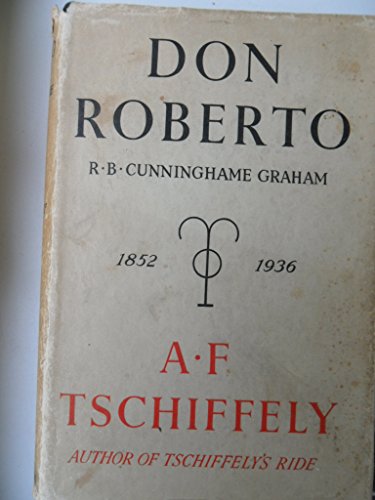 DON
ROBERTO
R·B·CUNNINGHAME GRAHAM
1852 1936
A·F
TSCHIFFELY
AUTHOR OF TSCHIFFELY'S RIDE